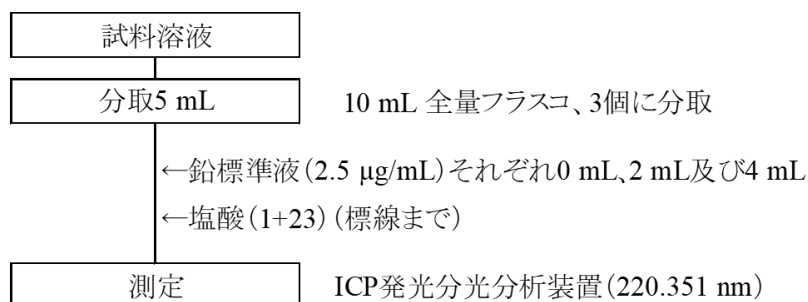 試料溶液
分取5 mL
10 mL 全量フラスコ、3個に分取
←鉛標準液(2.5 µg/mL)それぞれ0 mL、2 mL及び4 mL
←塩酸(1+23) (標線まで)
測定
ICP発光分光分析装置(220.351 nm)